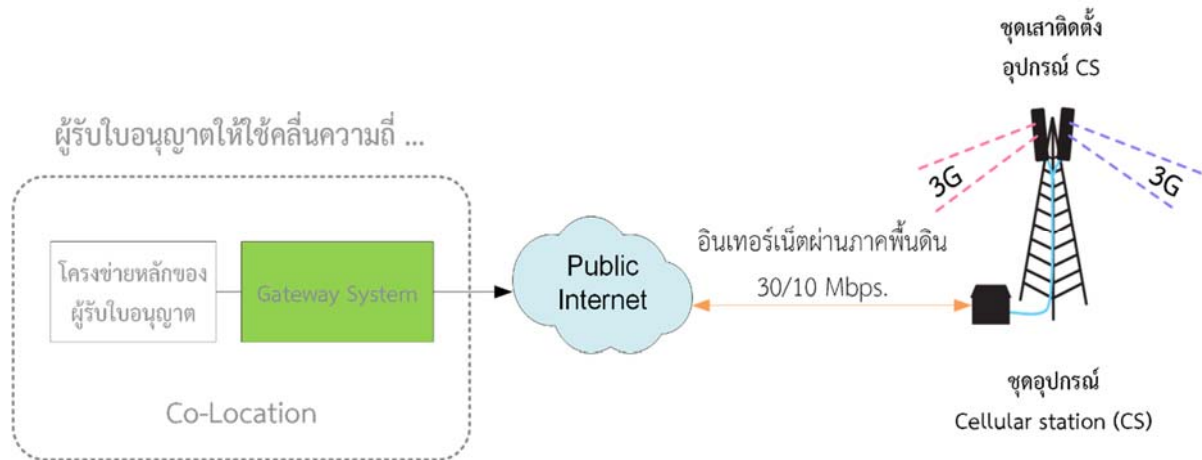 ผู้รับใบอนุญาตให้ใช้คลื่นความถี่ ...
โครงข่ายหลักของ
ผู้รับใบอนุญาต
Gateway System
Co-Location
Public
Internet
อินเทอร์เน็ตผ่านภาคพื้นดิน
30/10 Mbps.
ชุดเสาติดตั้ง
อุปกรณ์ CS
3G
3G
ชุดอุปกรณ์
Cellular station (CS)